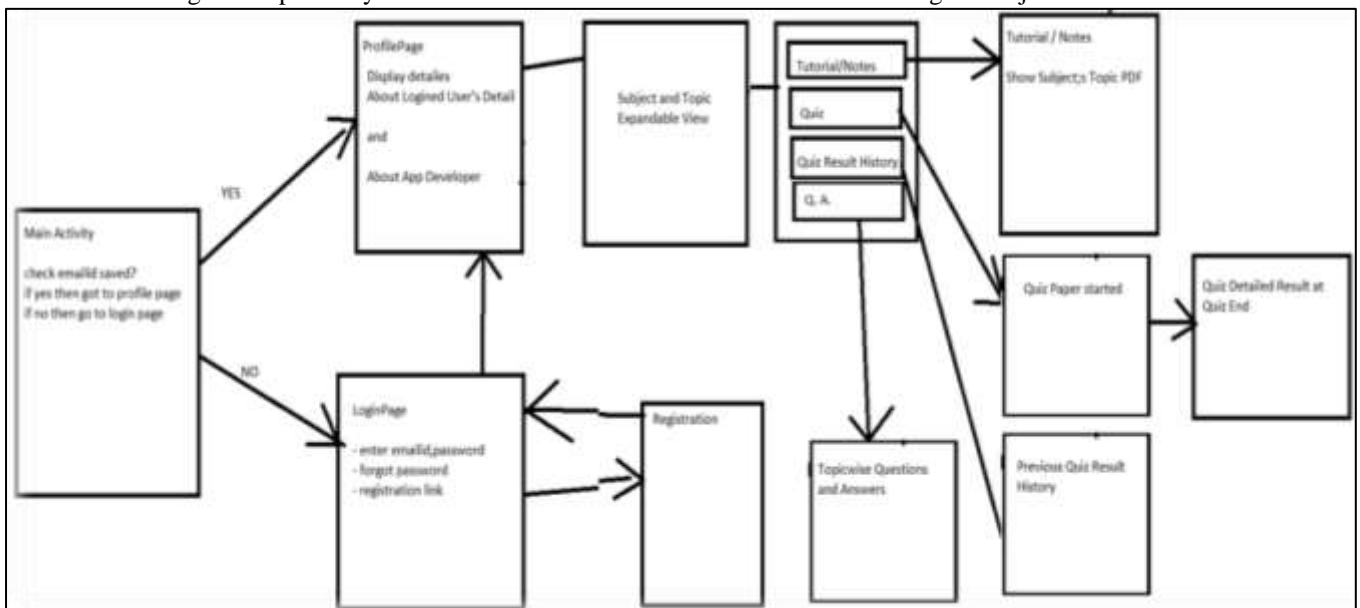 ProfilePage
Display detailes
About Logined User's Detail
and
About App Developer
Subject and Topic
Expandable View
Tutorial/Notes
Quiz
Quiz Result History
Q. A.
Tutorial / Notes
Show Subject;s Topic PDF
YES
Main Activity
check emailid saved?
if yes then got to profile page
if no then go to login page
NO
LoginPage
- enter emailid,password
- forgot password
- registration link
Registration
Topicwise Questions
and Answers
Quiz Paper started
Quiz Detailed Result at
Quiz End
Previous Quiz Result
History